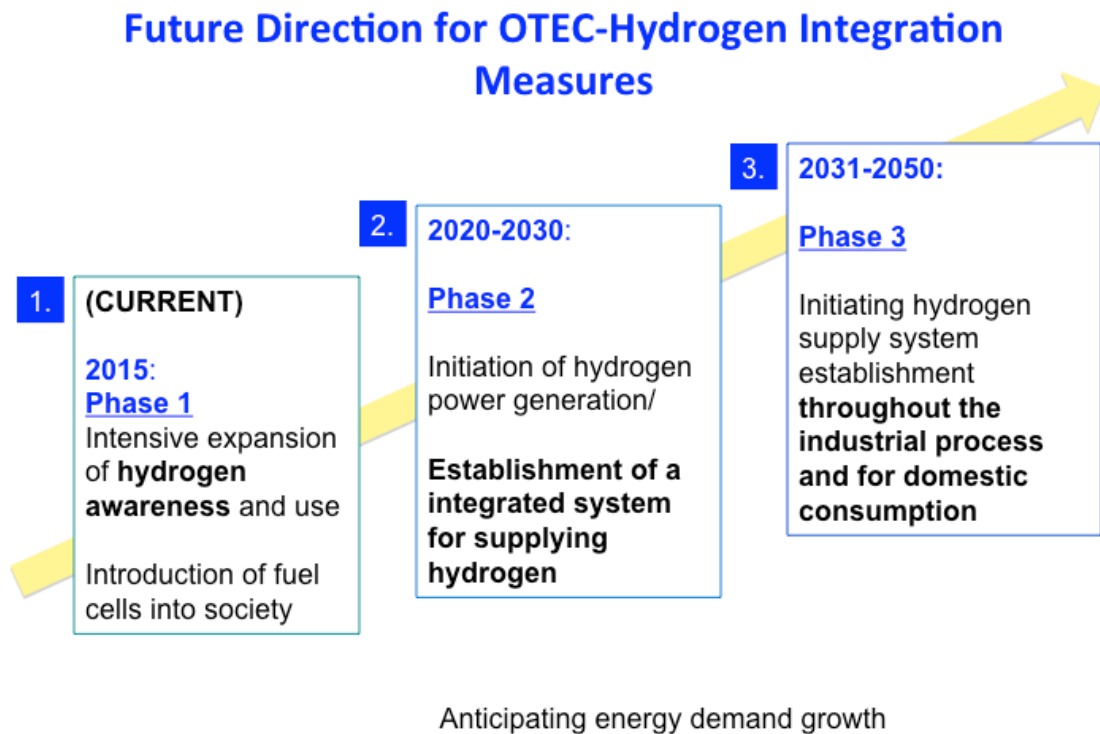 Future Direction for OTEC-Hydrogen Integration
Measures
1.
(CURRENT)
2015:
Phase 1
Intensive expansion
of hydrogen
awareness and use
Introduction of fuel
cells into society
2.
2020-2030:
Phase 2
Initiation of hydrogen
power generation/
Establishment of a
integrated system
for supplying
hydrogen
3.
2031-2050:
Phase 3
Initiating hydrogen
supply system
establishment
throughout the
industrial process
and for domestic
consumption
Anticipating energy demand growth